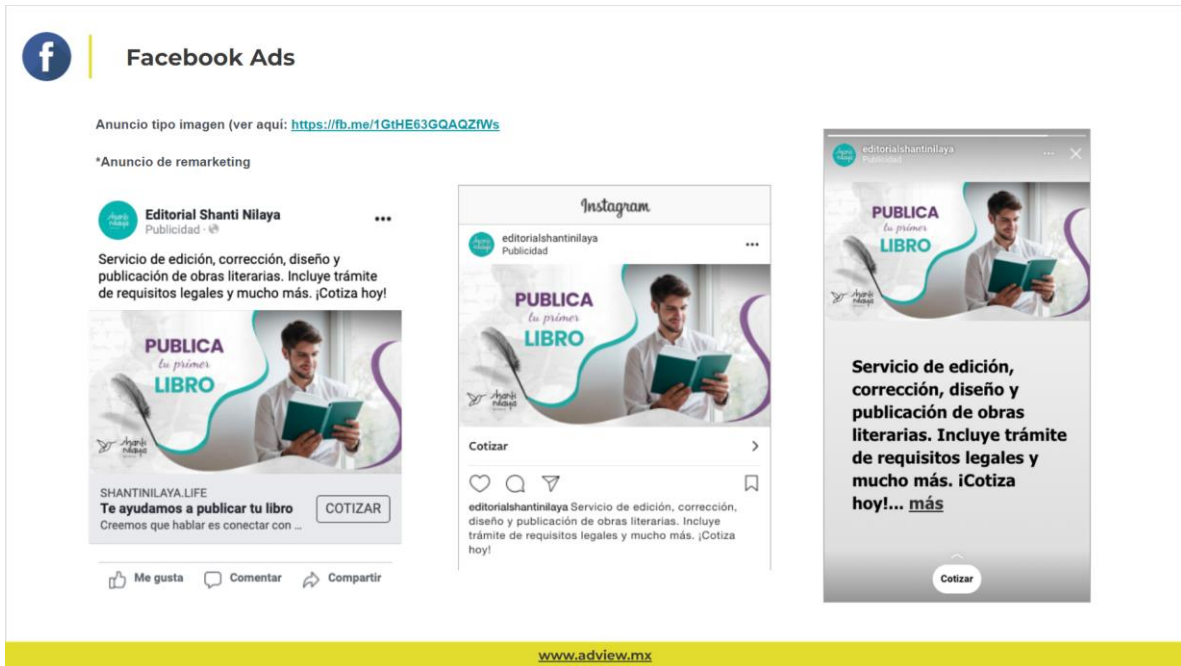 Facebook Ads
Anuncio tipo imagen (ver aquí: https://fb.me/1GtHE63GQAQZfWs
*Anuncio de remarketing
Editorial Shanti Nilaya
Publicidad ·
Servicio de edición, corrección, diseño y
publicación de obras literarias. Incluye trámite
de requisitos legales y mucho más. ¡Cotiza hoy!
PUBLICA
tu primer
LIBRO
Shanti
Nilaya
SHANTINILAYA.LIFE
Te ayudamos a publicar tu libro
Creemos que hablar es conectar con ...
COTIZAR
Me gusta
Comentar
Compartir
Instagram
editorialshantinilaya
Publicidad
PUBLICA
tu primer
LIBRO
Shanti
Nilaya
Cotizar
editorialshantinilaya Servicio de edición, corrección,
diseño y publicación de obras literarias. Incluye
trámite de requisitos legales y mucho más. ¡Cotiza
hoy!
editorialshantinilaya
Publicidad
PUBLICA
tu primer
LIBRO
Shanti
Nilaya
Servicio de edición,
corrección, diseño y
publicación de obras
literarias. Incluye trámite
de requisitos legales y
mucho más. ¡Cotiza
hoy!... más
Cotizar
www.adview.mx